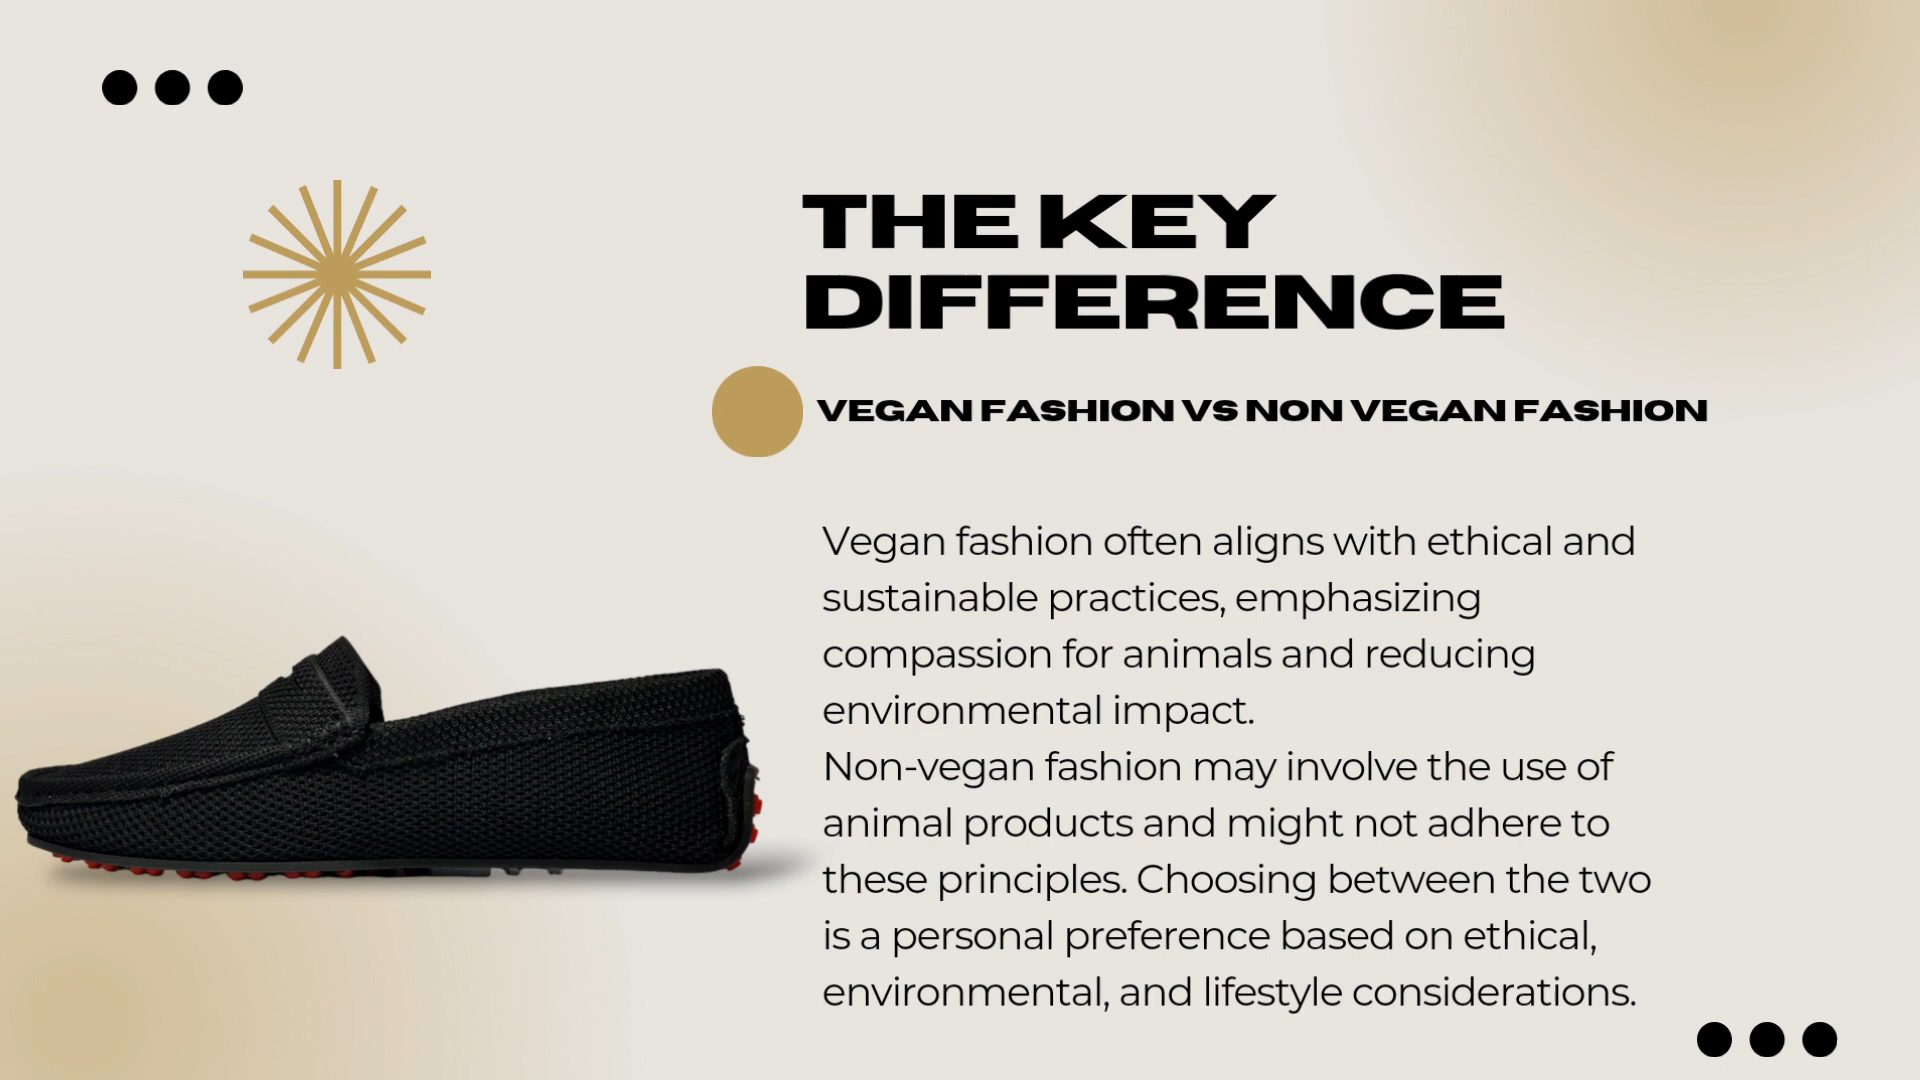 THE KEY
DIFFERENCE
VEGAN FASHION VS NON VEGAN FASHION
Vegan fashion often aligns with ethical and
sustainable practices, emphasizing
compassion for animals and reducing
environmental impact.
Non-vegan fashion may involve the use of
animal products and might not adhere to
these principles. Choosing between the two
is a personal preference based on ethical,
environmental, and lifestyle considerations.